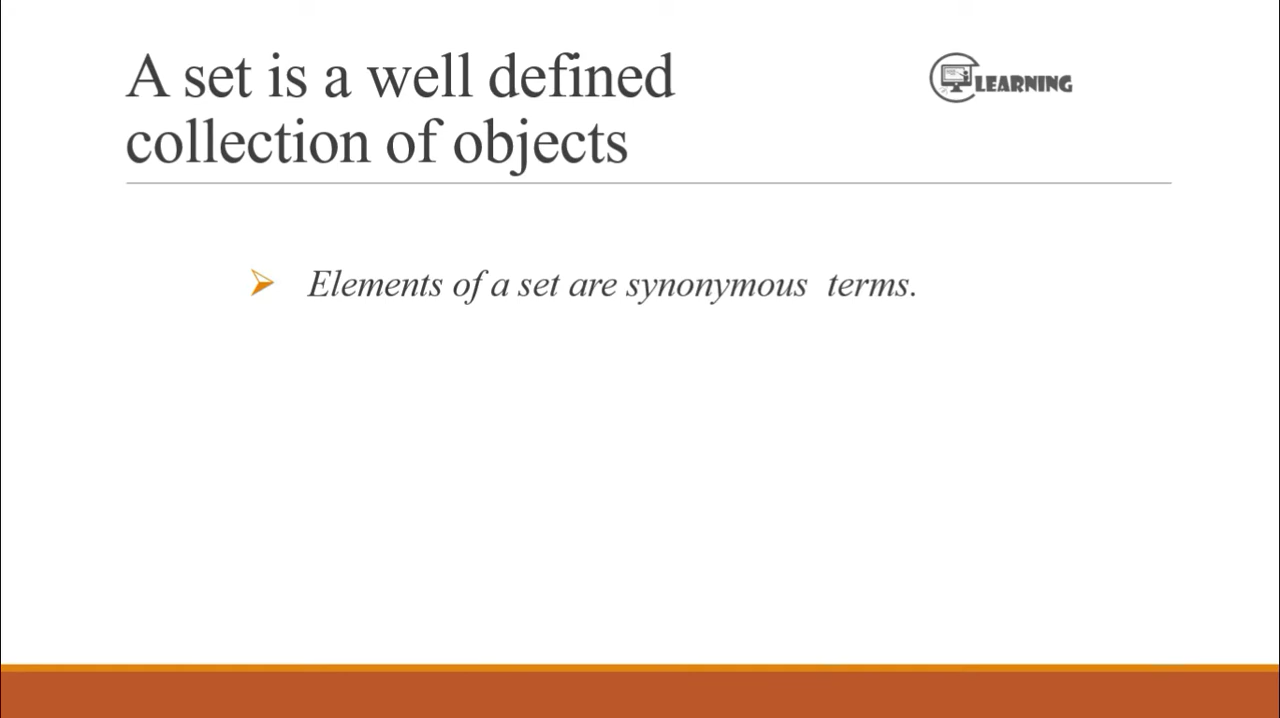 A set is a well defined
collection of objects
LEARNING
Elements of a set are synonymous terms.